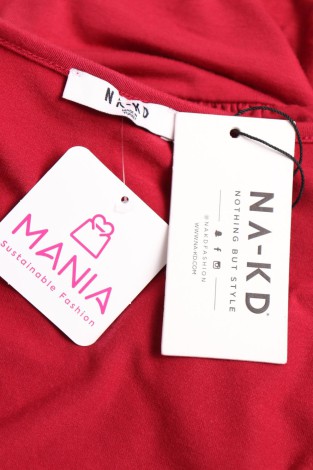 NA-KD
MANIA
Sustainable Fashion
NA-KD®
NOTHING BUT STYLE
@NAKDFASHION
WWW.NA-KD.COM